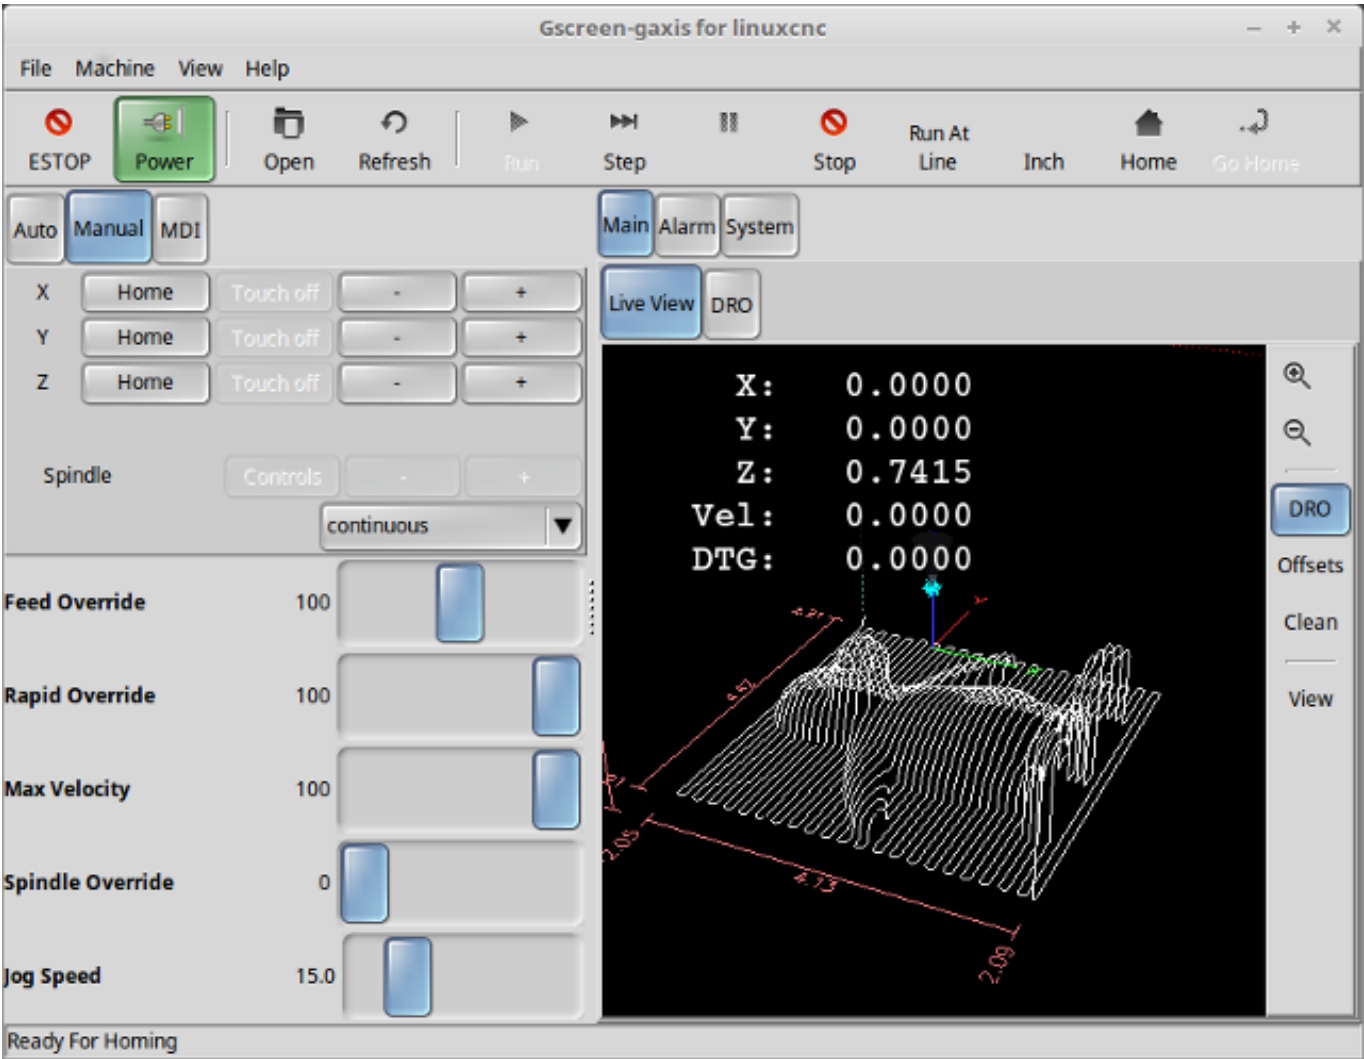 Gscreen-gaxis for linuxcnc
File Machine View Help
ESTOP Power Open Refresh Run Step Stop Run At Line Inch Home Go Home
Auto Manual MDI
Main Alarm System
X Home Touch off - +
Y Home Touch off - +
Z Home Touch off - +
Spindle Controls - +
continuous
Feed Override 100
Rapid Override 100
Max Velocity 100
Spindle Override 0
Jog Speed 15.0
Live View DRO
X: 0.0000
Y: 0.0000
Z: 0.7415
Vel: 0.0000
DTG: 0.0000
2.05
4.13
2.09
DRO
Offsets
Clean
View
Ready For Homing